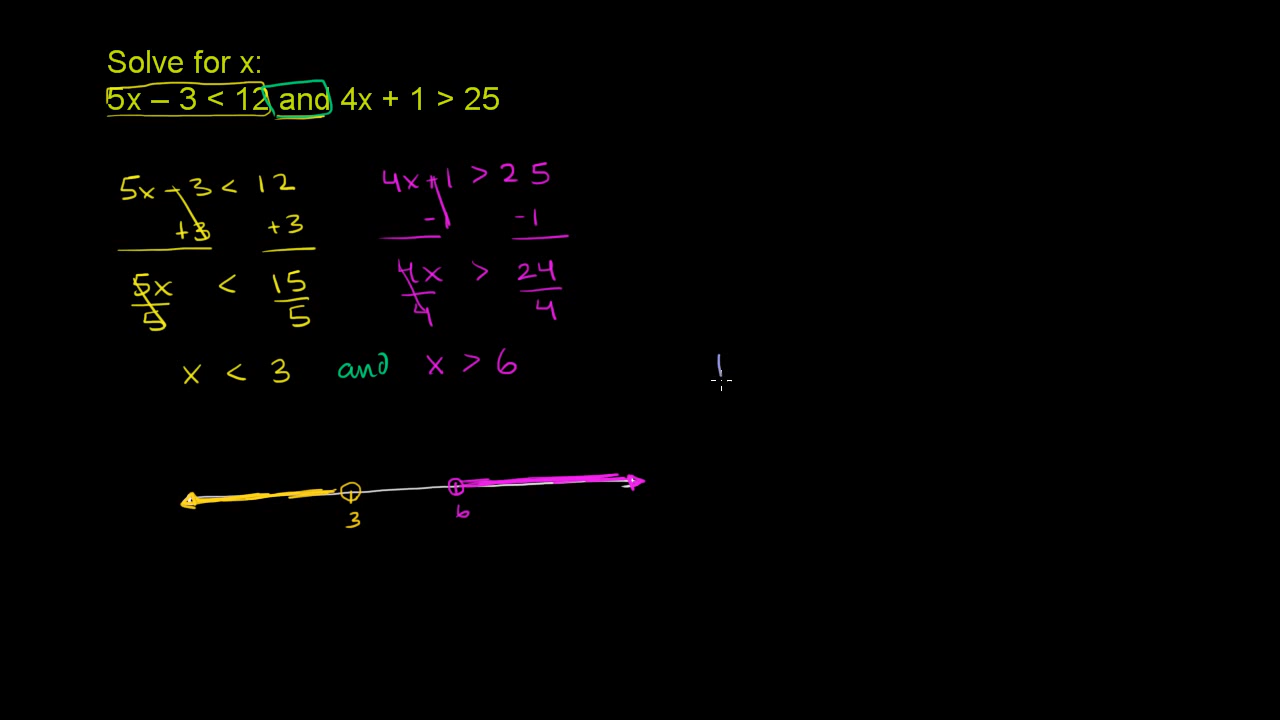 Solve for x:
5x – 3 < 12 and 4x + 1 > 25
5x - 3 < 12
4x+1 > 25
+3 +3
-1 -1
5x < 15
4x > 24
5 5
4 4
x < 3 and x > 6
3 6